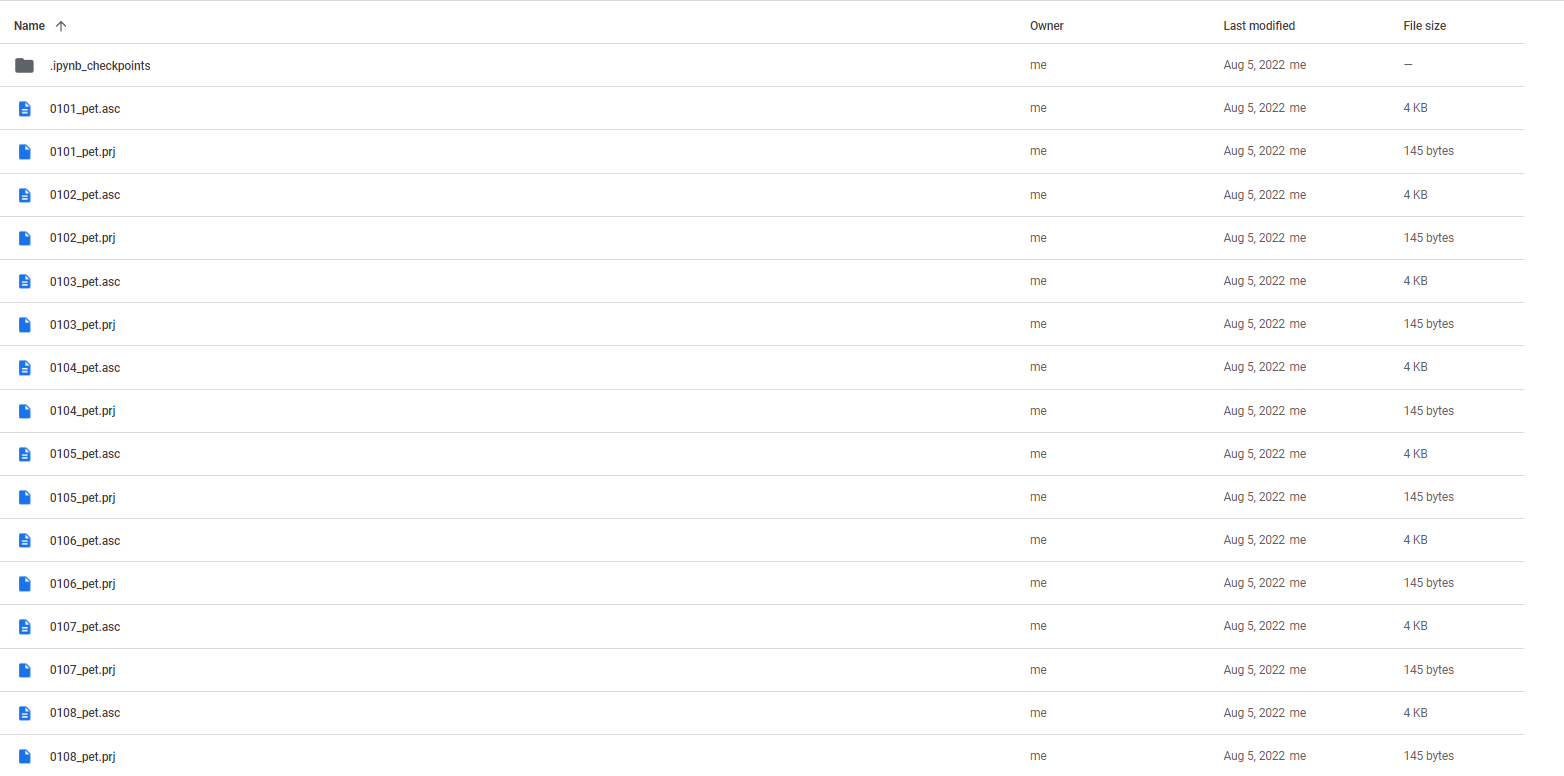 Name Owner Last modified File size
.ipynb_checkpoints me Aug 5, 2022 me —
0101_pet.asc me Aug 5, 2022 me 4 KB
0101_pet.prj me Aug 5, 2022 me 145 bytes
0102_pet.asc me Aug 5, 2022 me 4 KB
0102_pet.prj me Aug 5, 2022 me 145 bytes
0103_pet.asc me Aug 5, 2022 me 4 KB
0103_pet.prj me Aug 5, 2022 me 145 bytes
0104_pet.asc me Aug 5, 2022 me 4 KB
0104_pet.prj me Aug 5, 2022 me 145 bytes
0105_pet.asc me Aug 5, 2022 me 4 KB
0105_pet.prj me Aug 5, 2022 me 145 bytes
0106_pet.asc me Aug 5, 2022 me 4 KB
0106_pet.prj me Aug 5, 2022 me 145 bytes
0107_pet.asc me Aug 5, 2022 me 4 KB
0107_pet.prj me Aug 5, 2022 me 145 bytes
0108_pet.asc me Aug 5, 2022 me 4 KB
0108_pet.prj me Aug 5, 2022 me 145 bytes